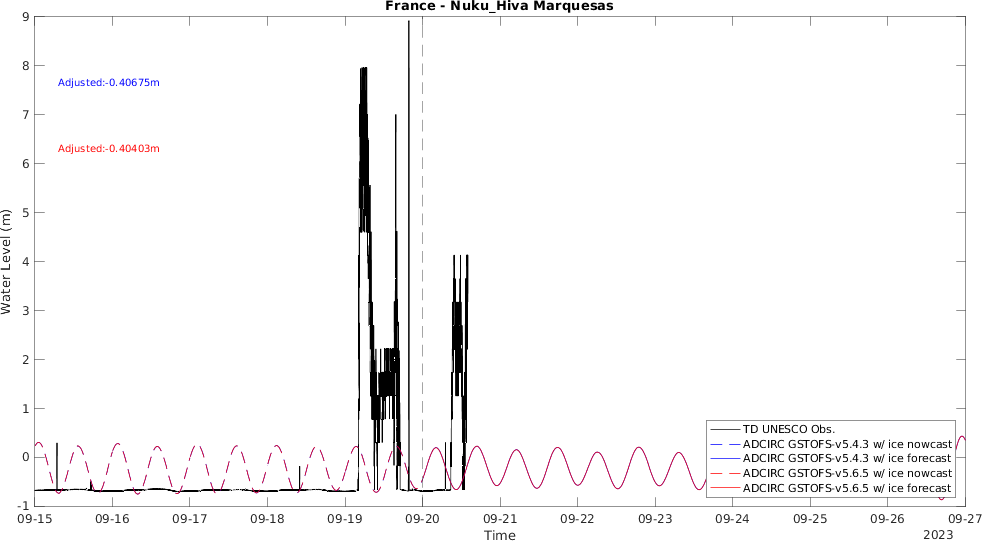 France - Nuku_Hiva Marquesas
9
8
7
6
5
4
3
2
1
0
-1
Water Level (m)
Adjusted:-0.40675m
Adjusted:-0.40403m
TD UNESCO Obs.
ADCIRC GSTOFS-v5.4.3 w/ ice nowcast
ADCIRC GSTOFS-v5.4.3 w/ ice forecast
ADCIRC GSTOFS-v5.6.5 w/ ice nowcast
ADCIRC GSTOFS-v5.6.5 w/ ice forecast
09-15 09-16 09-17 09-18 09-19 09-20 09-21 09-22 09-23 09-24 09-25 09-26 09-27
Time
2023